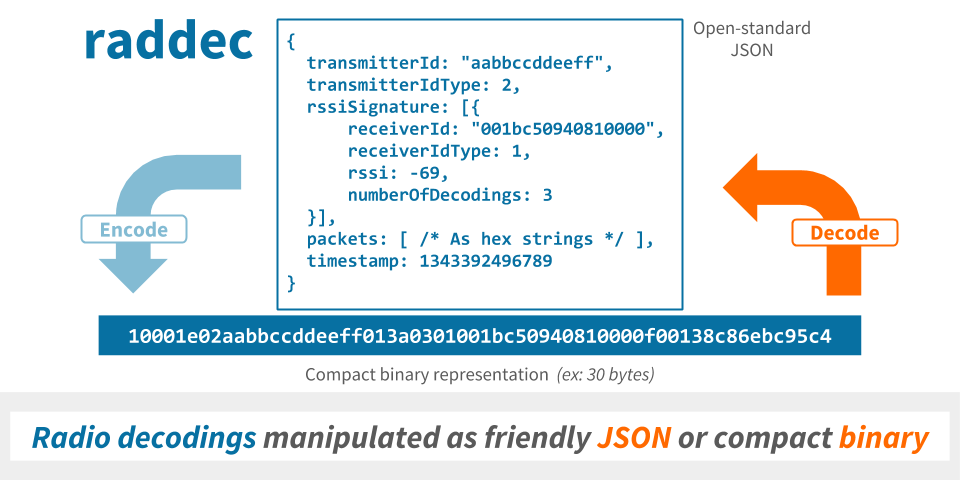 raddec
Open-standard
JSON
{
  transmitterId: "aabbccddeeff",
  transmitterIdType: 2,
  rssiSignature: [{
      receiverId: "001bc50940810000",
      receiverIdType: 1,
      rssi: -69,
      numberOfDecodings: 3
  }],
  packets: [ /* As hex strings */ ],
  timestamp: 1343392496789
}
Encode
Decode
10001e02aabbccddeeff013a0301001bc50940810000f00138c86ebc95c4
Compact binary representation (ex: 30 bytes)
Radio decodings manipulated as friendly JSON or compact binary